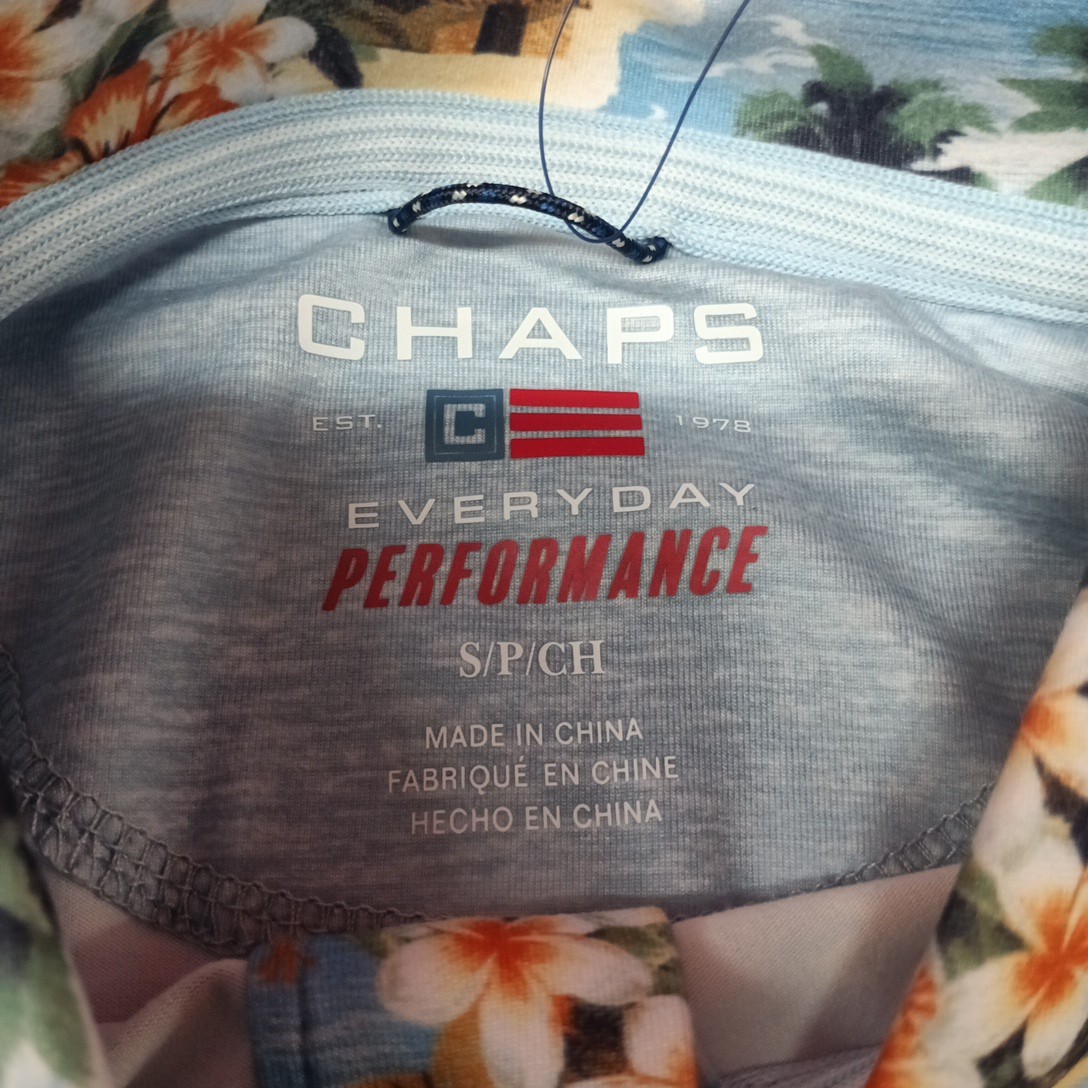 CHAPS
EST. C 1978
EVERYDAY
PERFORMANCE
S/P/CH
MADE IN CHINA
FABRIQUÉ EN CHINE
HECHO EN CHINA